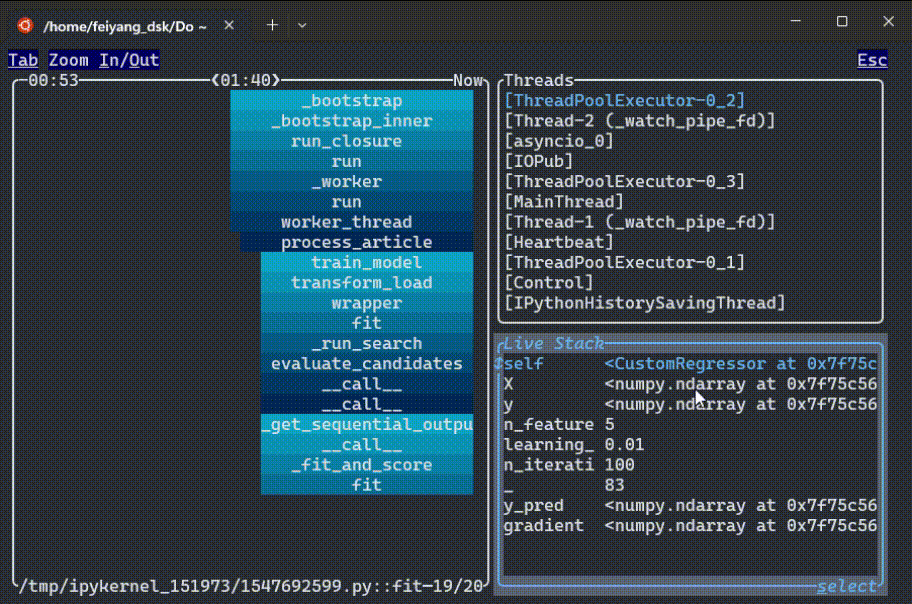 /home/feiyang_dsk/Do ~
Tab Zoom In/Out Esc
00:53 01:40 Now
_bootstrap
_bootstrap_inner
run_closure
run
_worker
run
worker_thread
process_article
train_model
transform_load
wrapper
fit
_run_search
evaluate_candidates
__call__
__call__
_get_sequential_outpu
__call__
_fit_and_score
fit
/tmp/ipykernel_151973/1547692599.py::fit—19/20
Threads
[ThreadPoolExecutor-0_2]
[Thread-2 (_watch_pipe_fd)]
[asyncio_0]
[IOPub]
[ThreadPoolExecutor-0_3]
[MainThread]
[Thread-1 (_watch_pipe_fd)]
[Heartbeat]
[ThreadPoolExecutor-0_1]
[Control]
[IPythonHistorySavingThread]
Live Stack
self <CustomRegressor at 0x7f75c
X <numpy.ndarray at 0x7f75c56
y <numpy.ndarray at 0x7f75c56
n_feature 5
learning_ 0.01
n_iterati 100
_ 83
y_pred <numpy.ndarray at 0x7f75c56
gradient <numpy.ndarray at 0x7f75c56
select